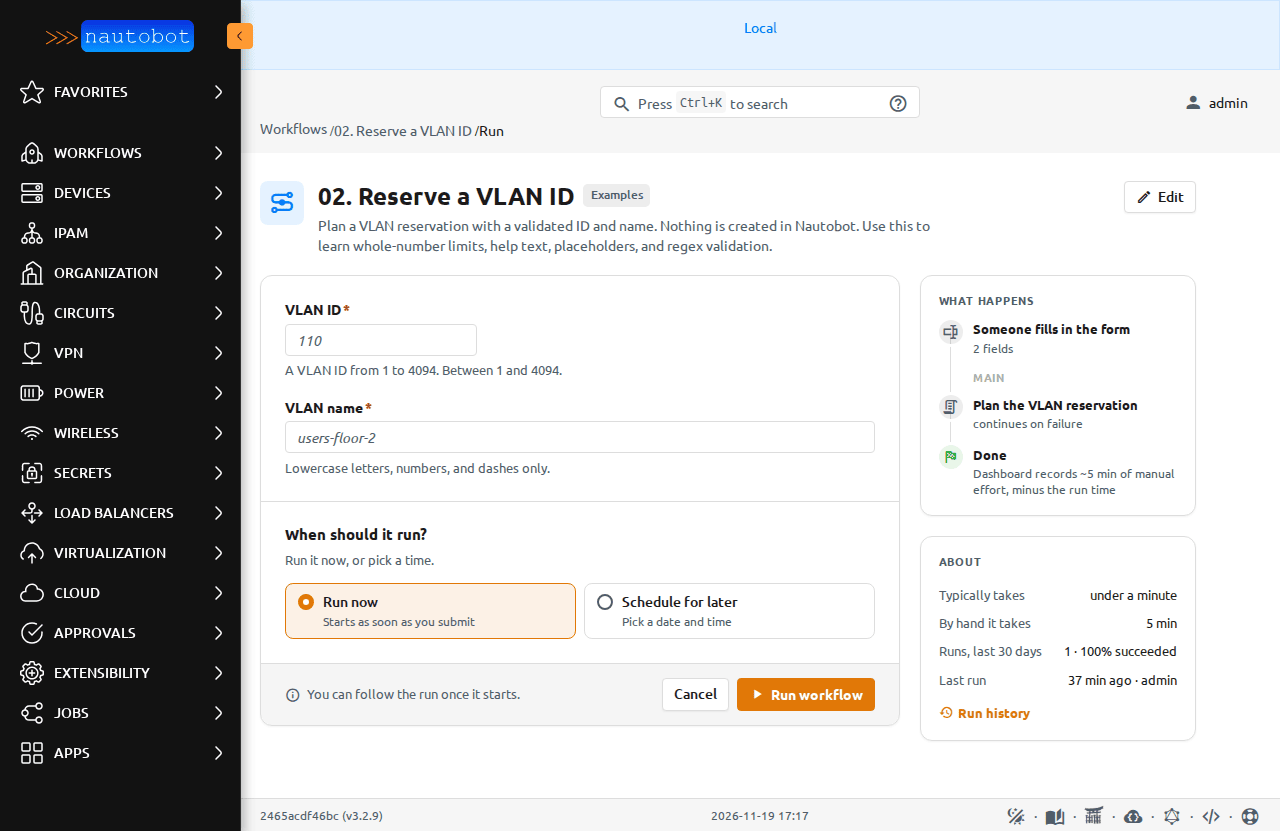 nautobot
Local
FAVORITES
WORKFLOWS
DEVICES
IPAM
ORGANIZATION
CIRCUITS
VPN
POWER
WIRELESS
SECRETS
LOAD BALANCERS
VIRTUALIZATION
CLOUD
APPROVALS
EXTENSIBILITY
JOBS
APPS
Press Ctrl+K to search
admin
Workflows /02. Reserve a VLAN ID /Run
02. Reserve a VLAN ID Examples
Edit
Plan a VLAN reservation with a validated ID and name. Nothing is created in Nautobot. Use this to
learn whole-number limits, help text, placeholders, and regex validation.
VLAN ID*
110
A VLAN ID from 1 to 4094. Between 1 and 4094.
VLAN name*
users-floor-2
Lowercase letters, numbers, and dashes only.
When should it run?
Run it now, or pick a time.
Run now
Starts as soon as you submit
Schedule for later
Pick a date and time
You can follow the run once it starts.
Cancel
Run workflow
WHAT HAPPENS
Someone fills in the form
2 fields
MAIN
Plan the VLAN reservation
continues on failure
Done
Dashboard records ~5 min of manual
effort, minus the run time
ABOUT
Typically takes under a minute
By hand it takes 5 min
Runs, last 30 days 1 · 100% succeeded
Last run 37 min ago · admin
Run history
2465acdf46bc (v3.2.9)
2026-11-19 17:17